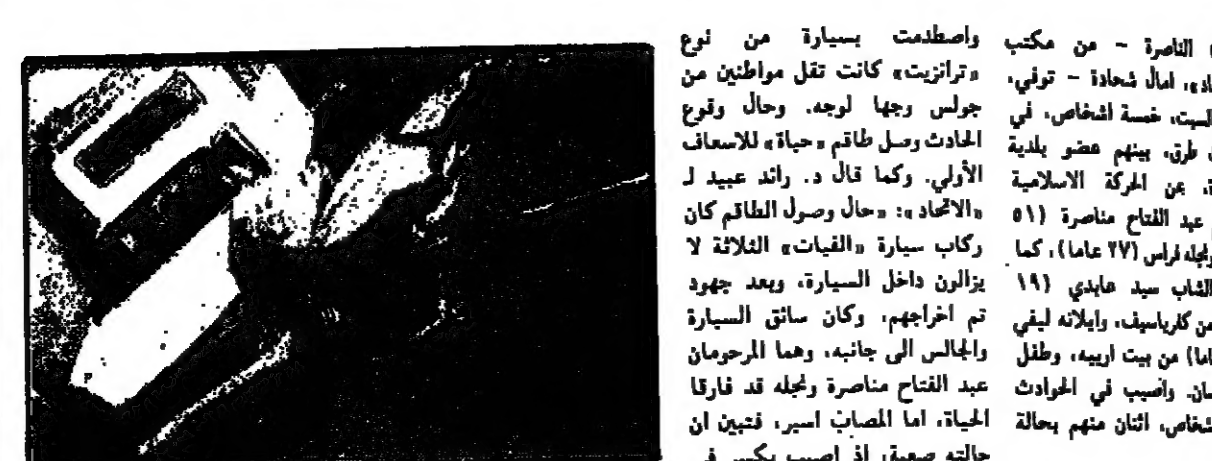 الناصرة – من مكتب
امال شحادة – توفي،
السبت، خمسة اشخاص، في
طرق، بينهم عضو بلدية
عن الحركة الاسلامية
عبد الفتاح مناصرة (٥١
ونجله فراس (٢٧ عاما)، كما
الشاب سيد عابدي (١٩
من كلرياسيف، وايلانه ليفي
من بيت اربيه، وطفل
واصيب في الحوادث
اثنان منهم بحالة
واصطدمت بسيارة من نوع
«ترانزيت» كانت تقل مواطنين من
جولس وجها لوجه. وحال وقوع
الحادث وصل طاقم «حياة» للاسعاف
الأولي. وكما قال د. رائد عبيد لـ
«الاتحاد»: «حال وصول الطاقم كان
ركاب سيارة «الفيات» الثلاثة لا
يزالون داخل السيارة، وبعد جهود
تم اخراجهم، وكان سائق السيارة
والجالس الى جانبه، وهما المرحومان
عبد الفتاح مناصرة ونجله قد فارقا
الحياة، اما المصاب اسير، فتبين ان
حالته صعبة، اذ اصيب بكسر في